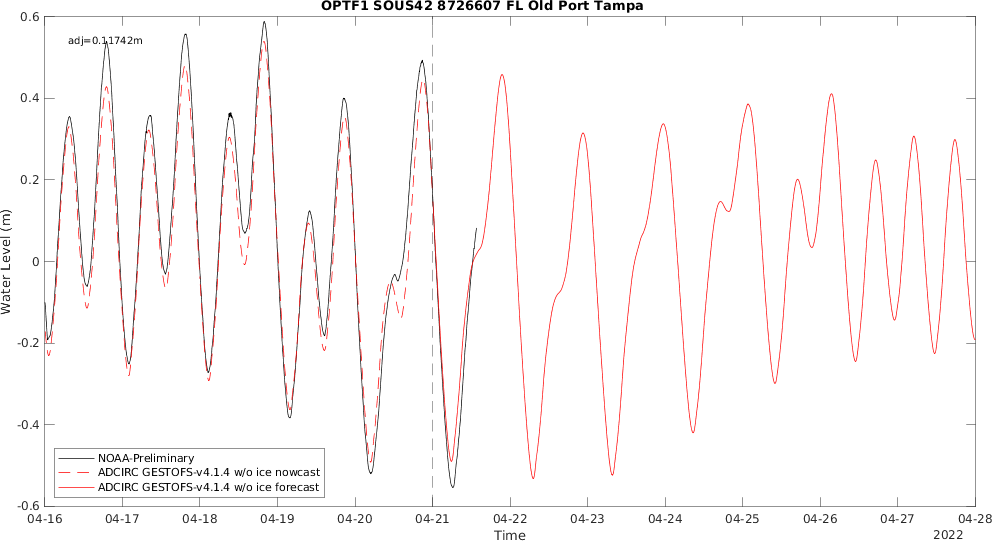 OPTF1 SOUS42 8726607 FL Old Port Tampa
adj=0.11742m
0.6
0.4
0.2
0
-0.2
-0.4
-0.6
Water Level (m)
NOAA-Preliminary
ADCIRC GESTOFS-v4.1.4 w/o ice nowcast
ADCIRC GESTOFS-v4.1.4 w/o ice forecast
04-16 04-17 04-18 04-19 04-20 04-21 04-22 04-23 04-24 04-25 04-26 04-27 04-28
Time
2022